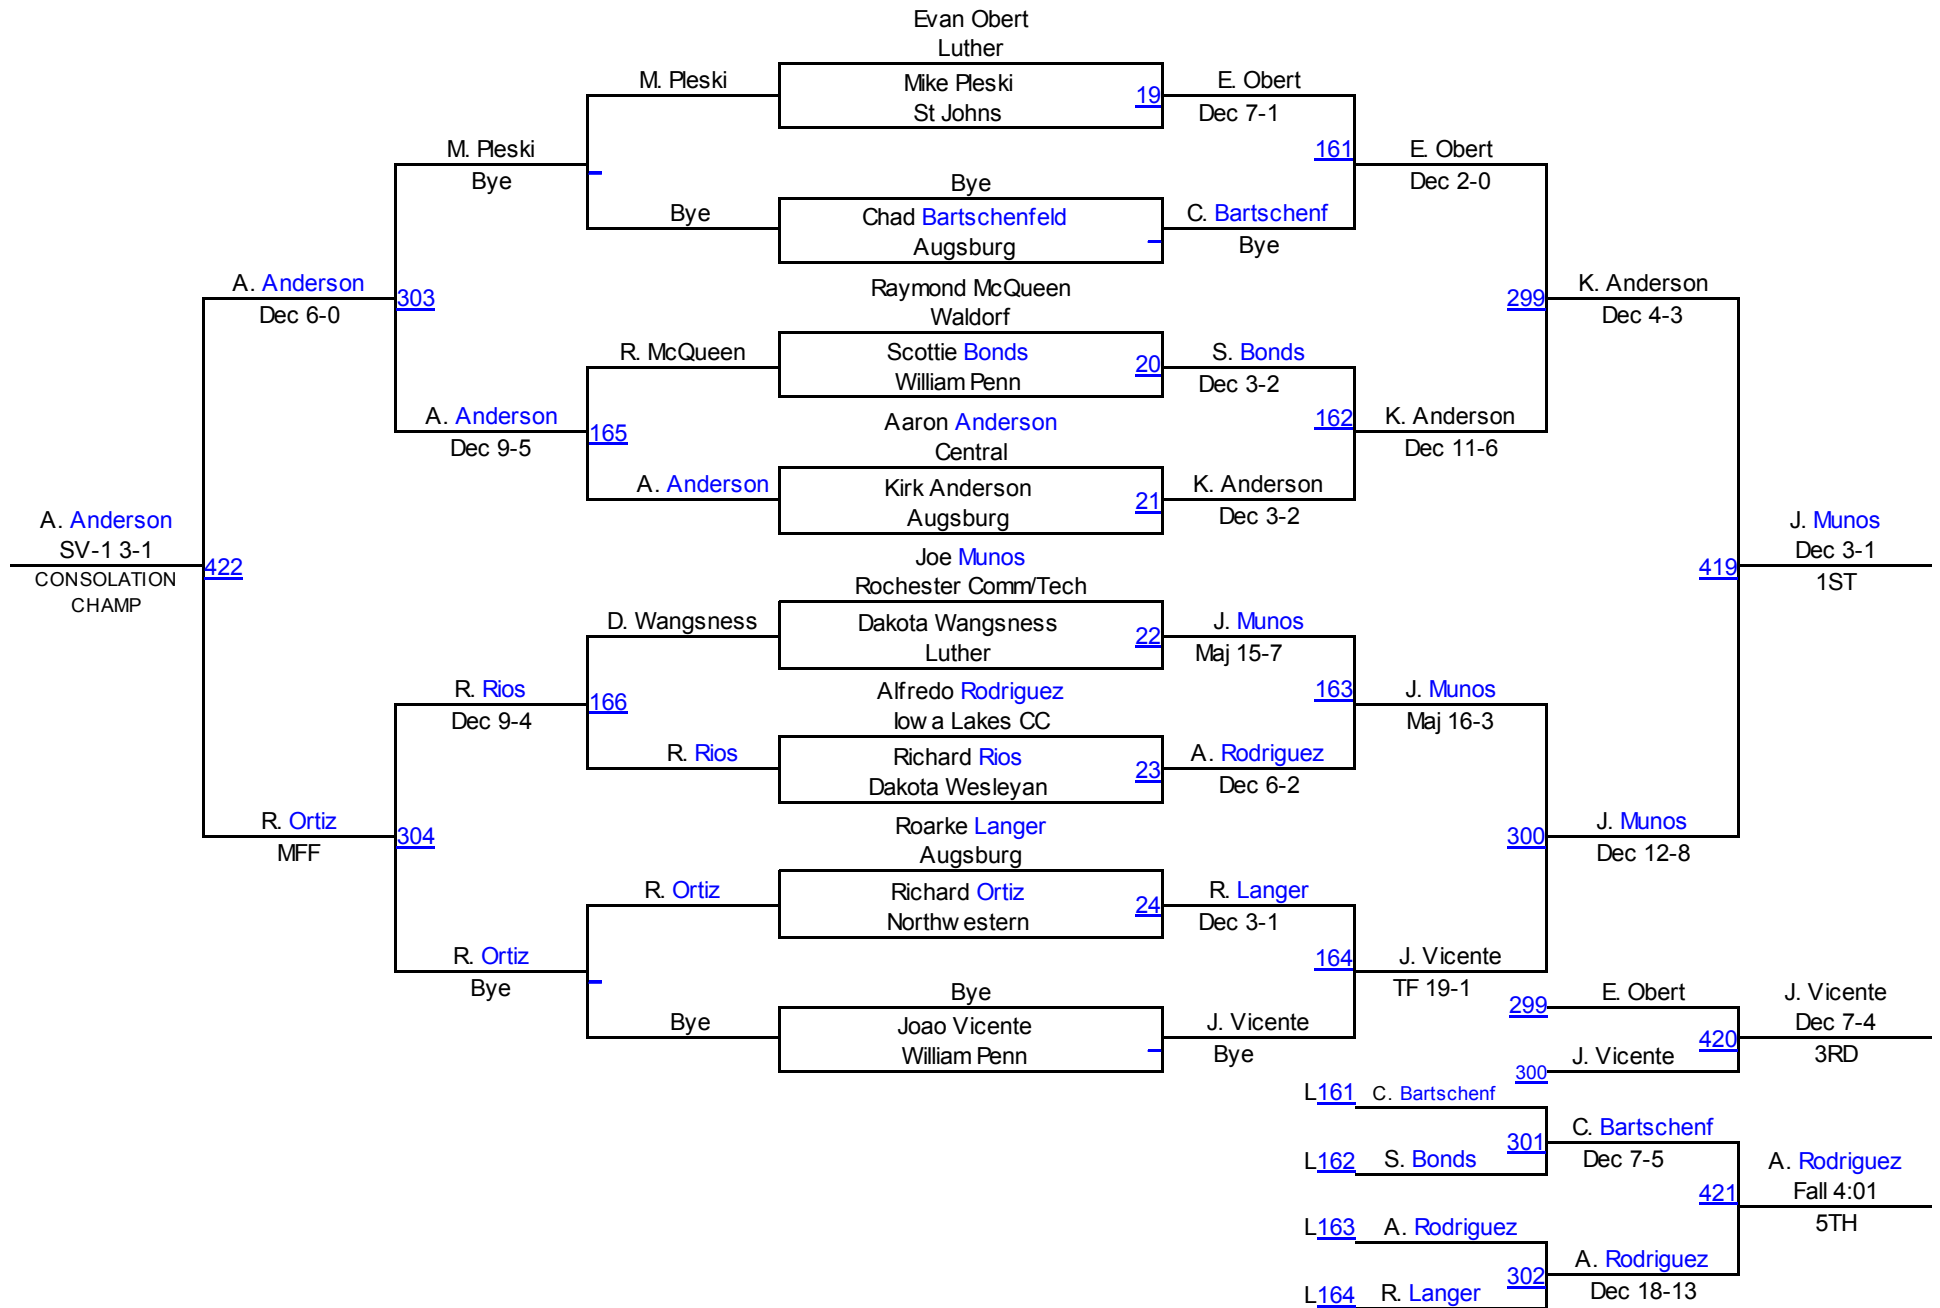 Evan Obert
Luther
M. Pleski
Mike Pleski
St Johns
19
E. Obert
Dec 7-1
M. Pleski
Bye
161
E. Obert
Dec 2-0
Bye
Bye
Chad Bartschenfeld
Augsburg
C. Bartschenf
Bye
A. Anderson
Dec 6-0
303
Raymond McQueen
Waldorf
299
K. Anderson
Dec 4-3
R. McQueen
Scottie Bonds
William Penn
20
S. Bonds
Dec 3-2
A. Anderson
Dec 9-5
165
Aaron Anderson
Central
162
K. Anderson
Dec 11-6
A. Anderson
Kirk Anderson
Augsburg
21
K. Anderson
Dec 3-2
A. Anderson
SV-1 3-1
CONSOLATION
CHAMP
422
Joe Munos
Rochester Comm/Tech
419
J. Munos
Dec 3-1
1ST
D. Wangsness
Dakota Wangsness
Luther
22
J. Munos
Maj 15-7
R. Rios
Dec 9-4
166
Alfredo Rodriguez
Iowa Lakes CC
163
J. Munos
Maj 16-3
R. Rios
Richard Rios
Dakota Wesleyan
23
A. Rodriguez
Dec 6-2
R. Ortiz
MFF
304
Roarke Langer
Augsburg
300
J. Munos
Dec 12-8
R. Ortiz
Richard Ortiz
Northwestern
24
R. Langer
Dec 3-1
R. Ortiz
Bye
164
J. Vicente
TF 19-1
Bye
Bye
Joao Vicente
William Penn
J. Vicente
Bye
299
E. Obert
J. Vicente
Dec 7-4
3RD
420
300
J. Vicente
L161
C. Bartschenf
301
C. Bartschenf
Dec 7-5
L162
S. Bonds
421
A. Rodriguez
Fall 4:01
5TH
L163
A. Rodriguez
302
A. Rodriguez
Dec 18-13
L164
R. Langer